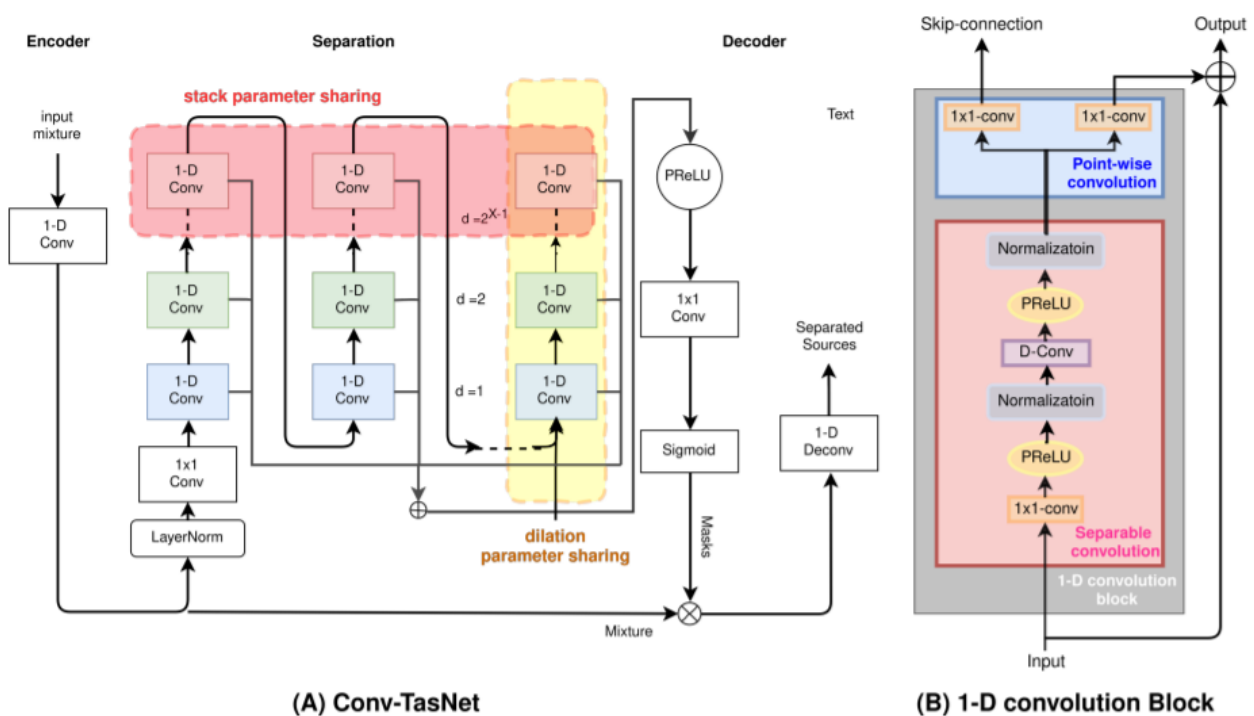 Encoder
Separation
Decoder
stack parameter sharing
input
mixture
Text
1-D
Conv
1-D
Conv
1-D
Conv
1-D
Conv
PReLU
d =2^X-1
1-D
Conv
1-D
Conv
d =2
1-D
Conv
1x1
Conv
Separated
Sources
1-D
Conv
1-D
Conv
d =1
1-D
Conv
1x1
Conv
Sigmoid
1-D
Deconv
LayerNorm
dilation
parameter sharing
Masks
Mixture
(A) Conv-TasNet
Skip-connection
Output
1x1-conv
1x1-conv
Point-wise
convolution
Normalizatoin
PReLU
D-Conv
Normalizatoin
PReLU
1x1-conv
Separable
convolution
1-D convolution
block
Input
(B) 1-D convolution Block